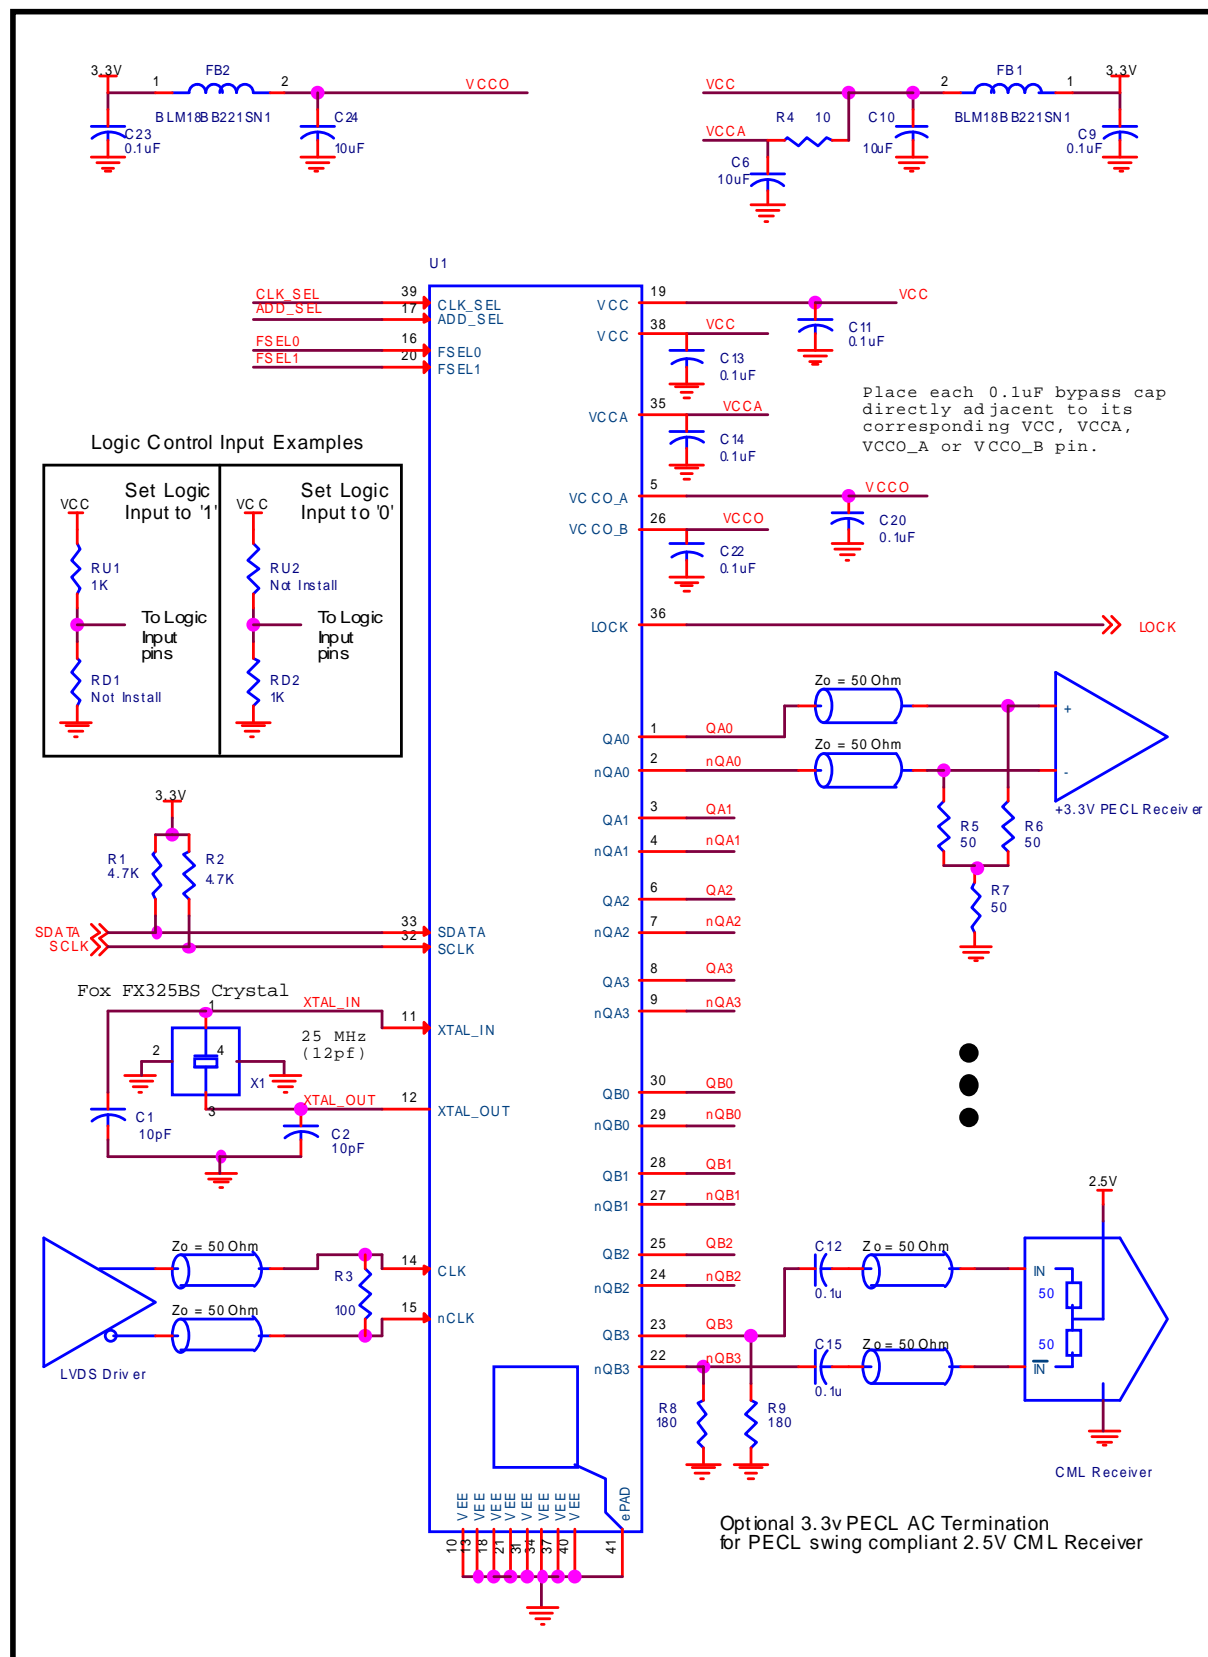 3.3V
1
FB2
2
VCCO
BLM18BB221SN1
C23
0.1uF
C24
10uF
VCC
2
FB1
1
3.3V
R4 10
C10
10uF
BLM18BB221SN1
C9
0.1uF
VCCA
C6
10uF
U1
CLK_SEL
39
CLK_SEL
ADD_SEL
17
ADD_SEL
FSEL0
16
FSEL0
FSEL1
20
FSEL1
VCC
19
VCC
C11
0.1uF
VCC
38
VCC
C13
0.1uF
VCCA
35
VCCA
C14
0.1uF
Place each 0.1uF bypass cap
directly adjacent to its
corresponding VCC, VCCA,
VCCO_A or VCCO_B pin.
VCCO_A
5
VCCO
C20
0.1uF
VCCO_B
26
VCCO
C22
0.1uF
Logic Control Input Examples
VCC
Set Logic
Input to '1'
RU1
1K
To Logic
Input
pins
RD1
Not Install
VCC
Set Logic
Input to '0'
RU2
Not Install
To Logic
Input
pins
RD2
1K
LOCK
36
LOCK
Zo = 50 Ohm
QA0
1
QA0
+
Zo = 50 Ohm
nQA0
2
nQA0
-
+3.3V PECL Receiver
R5
50
R6
50
R7
50
QA1
3
QA1
nQA1
4
nQA1
QA2
6
QA2
nQA2
7
nQA2
QA3
8
QA3
nQA3
9
nQA3
3.3V
R1
4.7K
R2
4.7K
SDATA
33
SDATA
SCLK
32
SCLK
Fox FX325BS Crystal
1
XTAL_IN
11
XTAL_IN
25 MHz
(12pf)
2
4
X1
3
XTAL_OUT
12
XTAL_OUT
C1
10pF
C2
10pF
QB0
30
QB0
nQB0
29
nQB0
QB1
28
QB1
nQB1
27
nQB1
QB2
25
QB2
nQB2
24
nQB2
QB3
23
QB3
nQB3
22
nQB3
Zo = 50 Ohm
14
CLK
R3
100
Zo = 50 Ohm
15
nCLK
LVDS Driver
2.5V
C12
0.1u
Zo = 50 Ohm
IN
50
C15
0.1u
Zo = 50 Ohm
50
IN
R8
180
R9
180
CML Receiver
VEE
VEE
VEE
VEE
VEE
VEE
VEE
VEE
ePAD
10
13
18
21
31
34
37
40
41
Optional 3.3v PECL AC Termination
for PECL swing compliant 2.5V CML Receiver